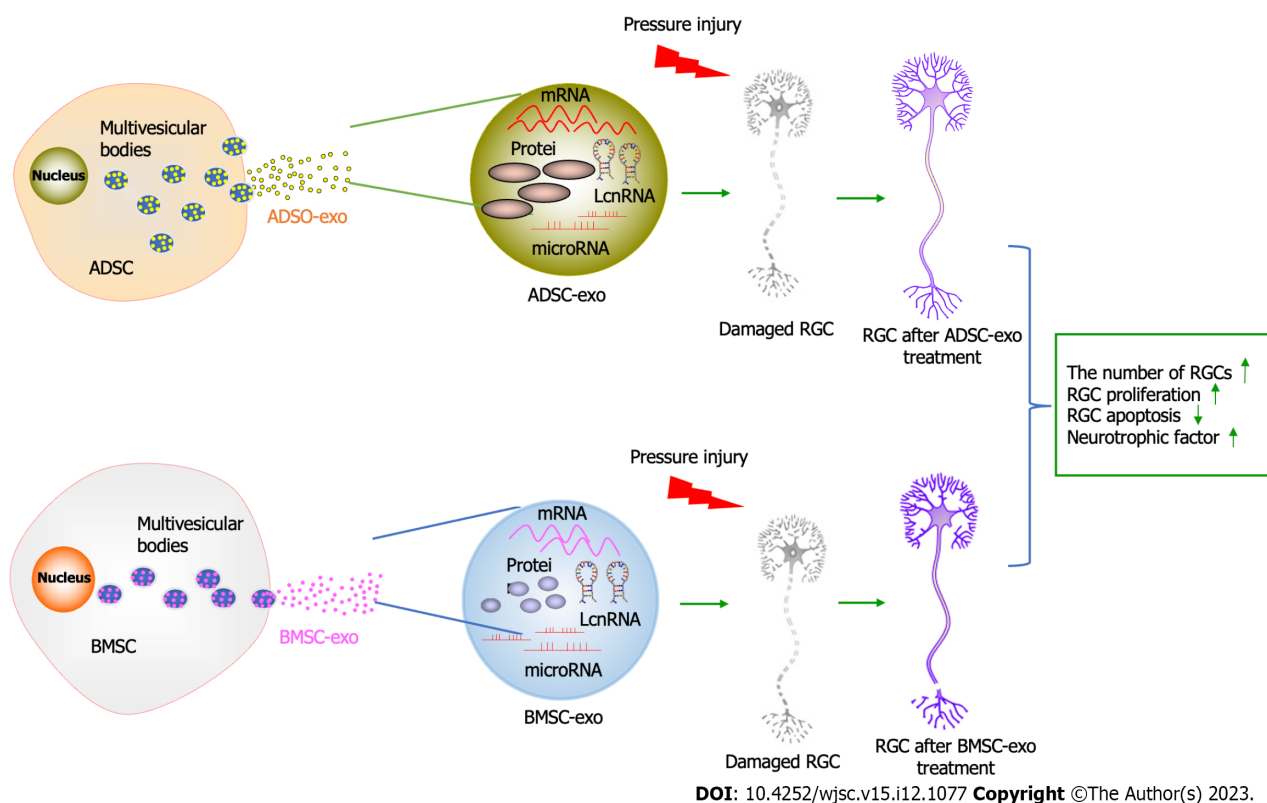 Pressure injury
Multivesicular
bodies
Nucleus
ADSO-exo
ADSC
mRNA
Protei
LcnRNA
microRNA
ADSC-exo
Damaged RGC
RGC after ADSC-exo
treatment
The number of RGCs ↑
RGC proliferation ↑
RGC apoptosis ↓
Neurotrophic factor ↑
Pressure injury
Multivesicular
bodies
Nucleus
BMSC-exo
BMSC
mRNA
Protei
LcnRNA
microRNA
BMSC-exo
Damaged RGC
RGC after BMSC-exo
treatment
DOI: 10.4252/wjsc.v15.i12.1077 Copyright ©The Author(s) 2023.